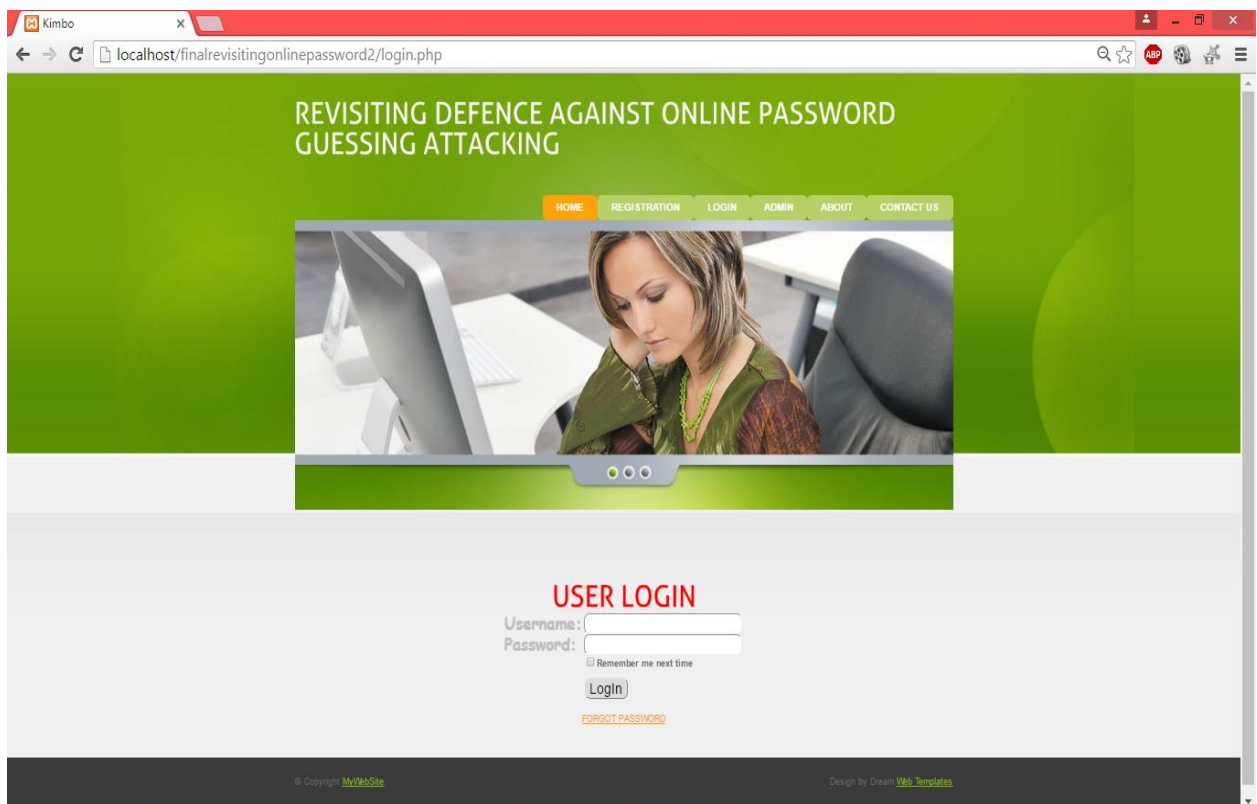 Kimbo
localhost/finalrevisitingonlinepassword2/login.php
ABP
REVISITING DEFENCE AGAINST ONLINE PASSWORD
GUESSING ATTACKING
HOME REGISTRATION LOGIN ADMIN ABOUT CONTACT US
USER LOGIN
Username:
Password:
Remember me next time
LogIn
FORGOT PASSWORD
© Copyright MyWebSite Design by Dream Web Templates